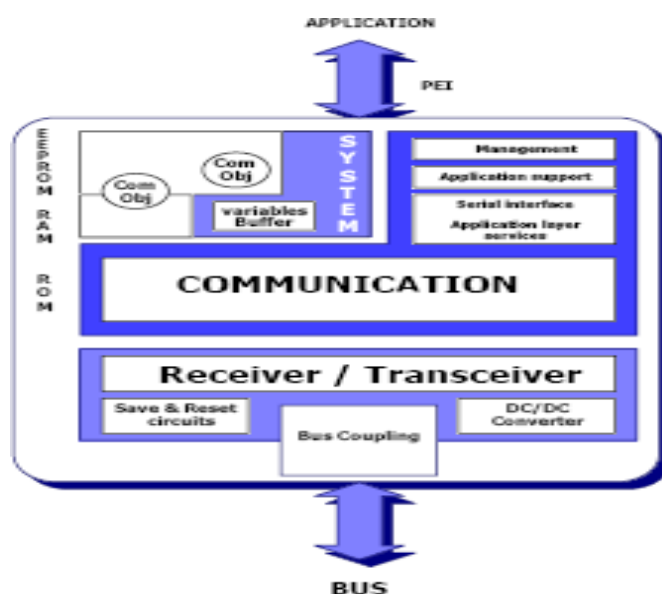 APPLICATION
PEI
EEPROM
RAM
ROM
Com
Obj
Com
Obj
variables
Buffer
SYSTEM
Management
Application support
Serial interface
Application layer
services
COMMUNICATION
Receiver / Transceiver
Save & Reset
circuits
Bus Coupling
DC/DC
Converter
BUS